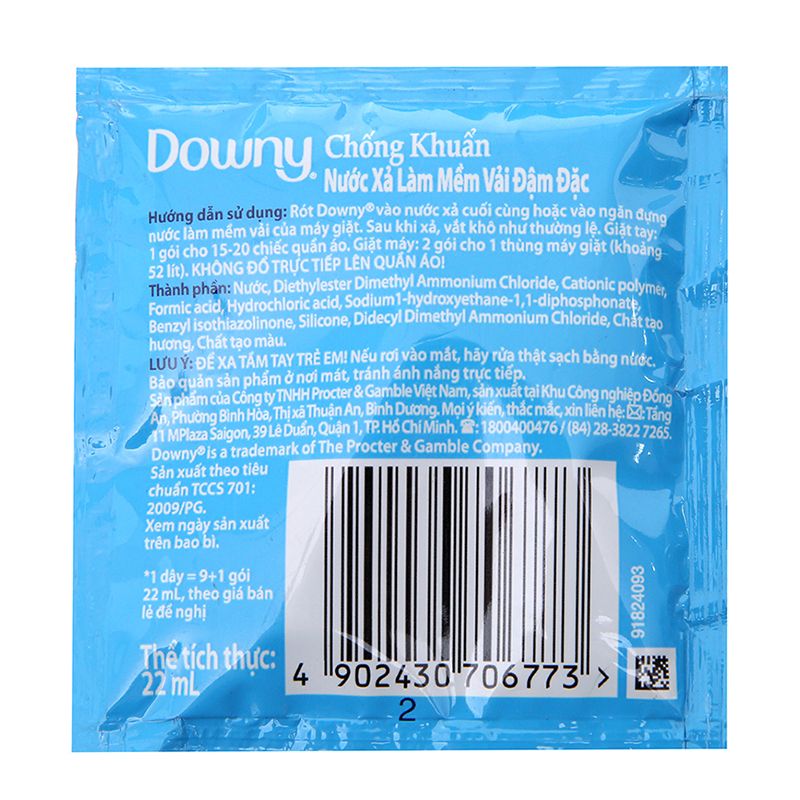 Downy® Chống Khuẩn
Nước Xả Làm Mềm Vải Đậm Đặc
Hướng dẫn sử dụng: Rót Downy® vào nước xả cuối cùng hoặc vào ngăn đựng
nước làm mềm vải của máy giặt. Sau khi xả, vắt khô như thường lệ. Giặt tay:
1 gói cho 15-20 chiếc quần áo. Giặt máy: 2 gói cho 1 thùng máy giặt (khoảng
52 lít). KHÔNG ĐỔ TRỰC TIẾP LÊN QUẦN ÁO!
Thành phần: Nước, Diethylester Dimethyl Ammonium Chloride, Cationic polymer,
Formic acid, Hydrochloric acid, Sodium1-hydroxyethane-1,1-diphosphonate,
Benzyl isothiazolinone, Silicone, Didecyl Dimethyl Ammonium Chloride, Chất tạo
hương, Chất tạo màu.
LƯU Ý: ĐỂ XA TẦM TAY TRẺ EM! Nếu rơi vào mắt, hãy rửa thật sạch bằng nước.
Bảo quản sản phẩm ở nơi mát, tránh ánh nắng trực tiếp.
Sản phẩm của Công ty TNHH Procter & Gamble Việt Nam, sản xuất tại Khu Công nghiệp Đồng
An, Phường Bình Hòa, Thị xã Thuận An, Bình Dương. Mọi ý kiến, thắc mắc, xin liên hệ: ✉: Tầng
11 MPlaza Saigon, 39 Lê Duẩn, Quận 1, TP. Hồ Chí Minh. ☎: 1800400476 / (84) 28-3822 7265.
Downy® is a trademark of The Procter & Gamble Company.
Sản xuất theo tiêu
chuẩn TCCS 701:
2009/PG.
Xem ngày sản xuất
trên bao bì.
*1 dây = 9+1 gói
22 mL, theo giá bán
lẻ đề nghị
Thể tích thực:
22 mL
4 902430 706773 >
2
91824093